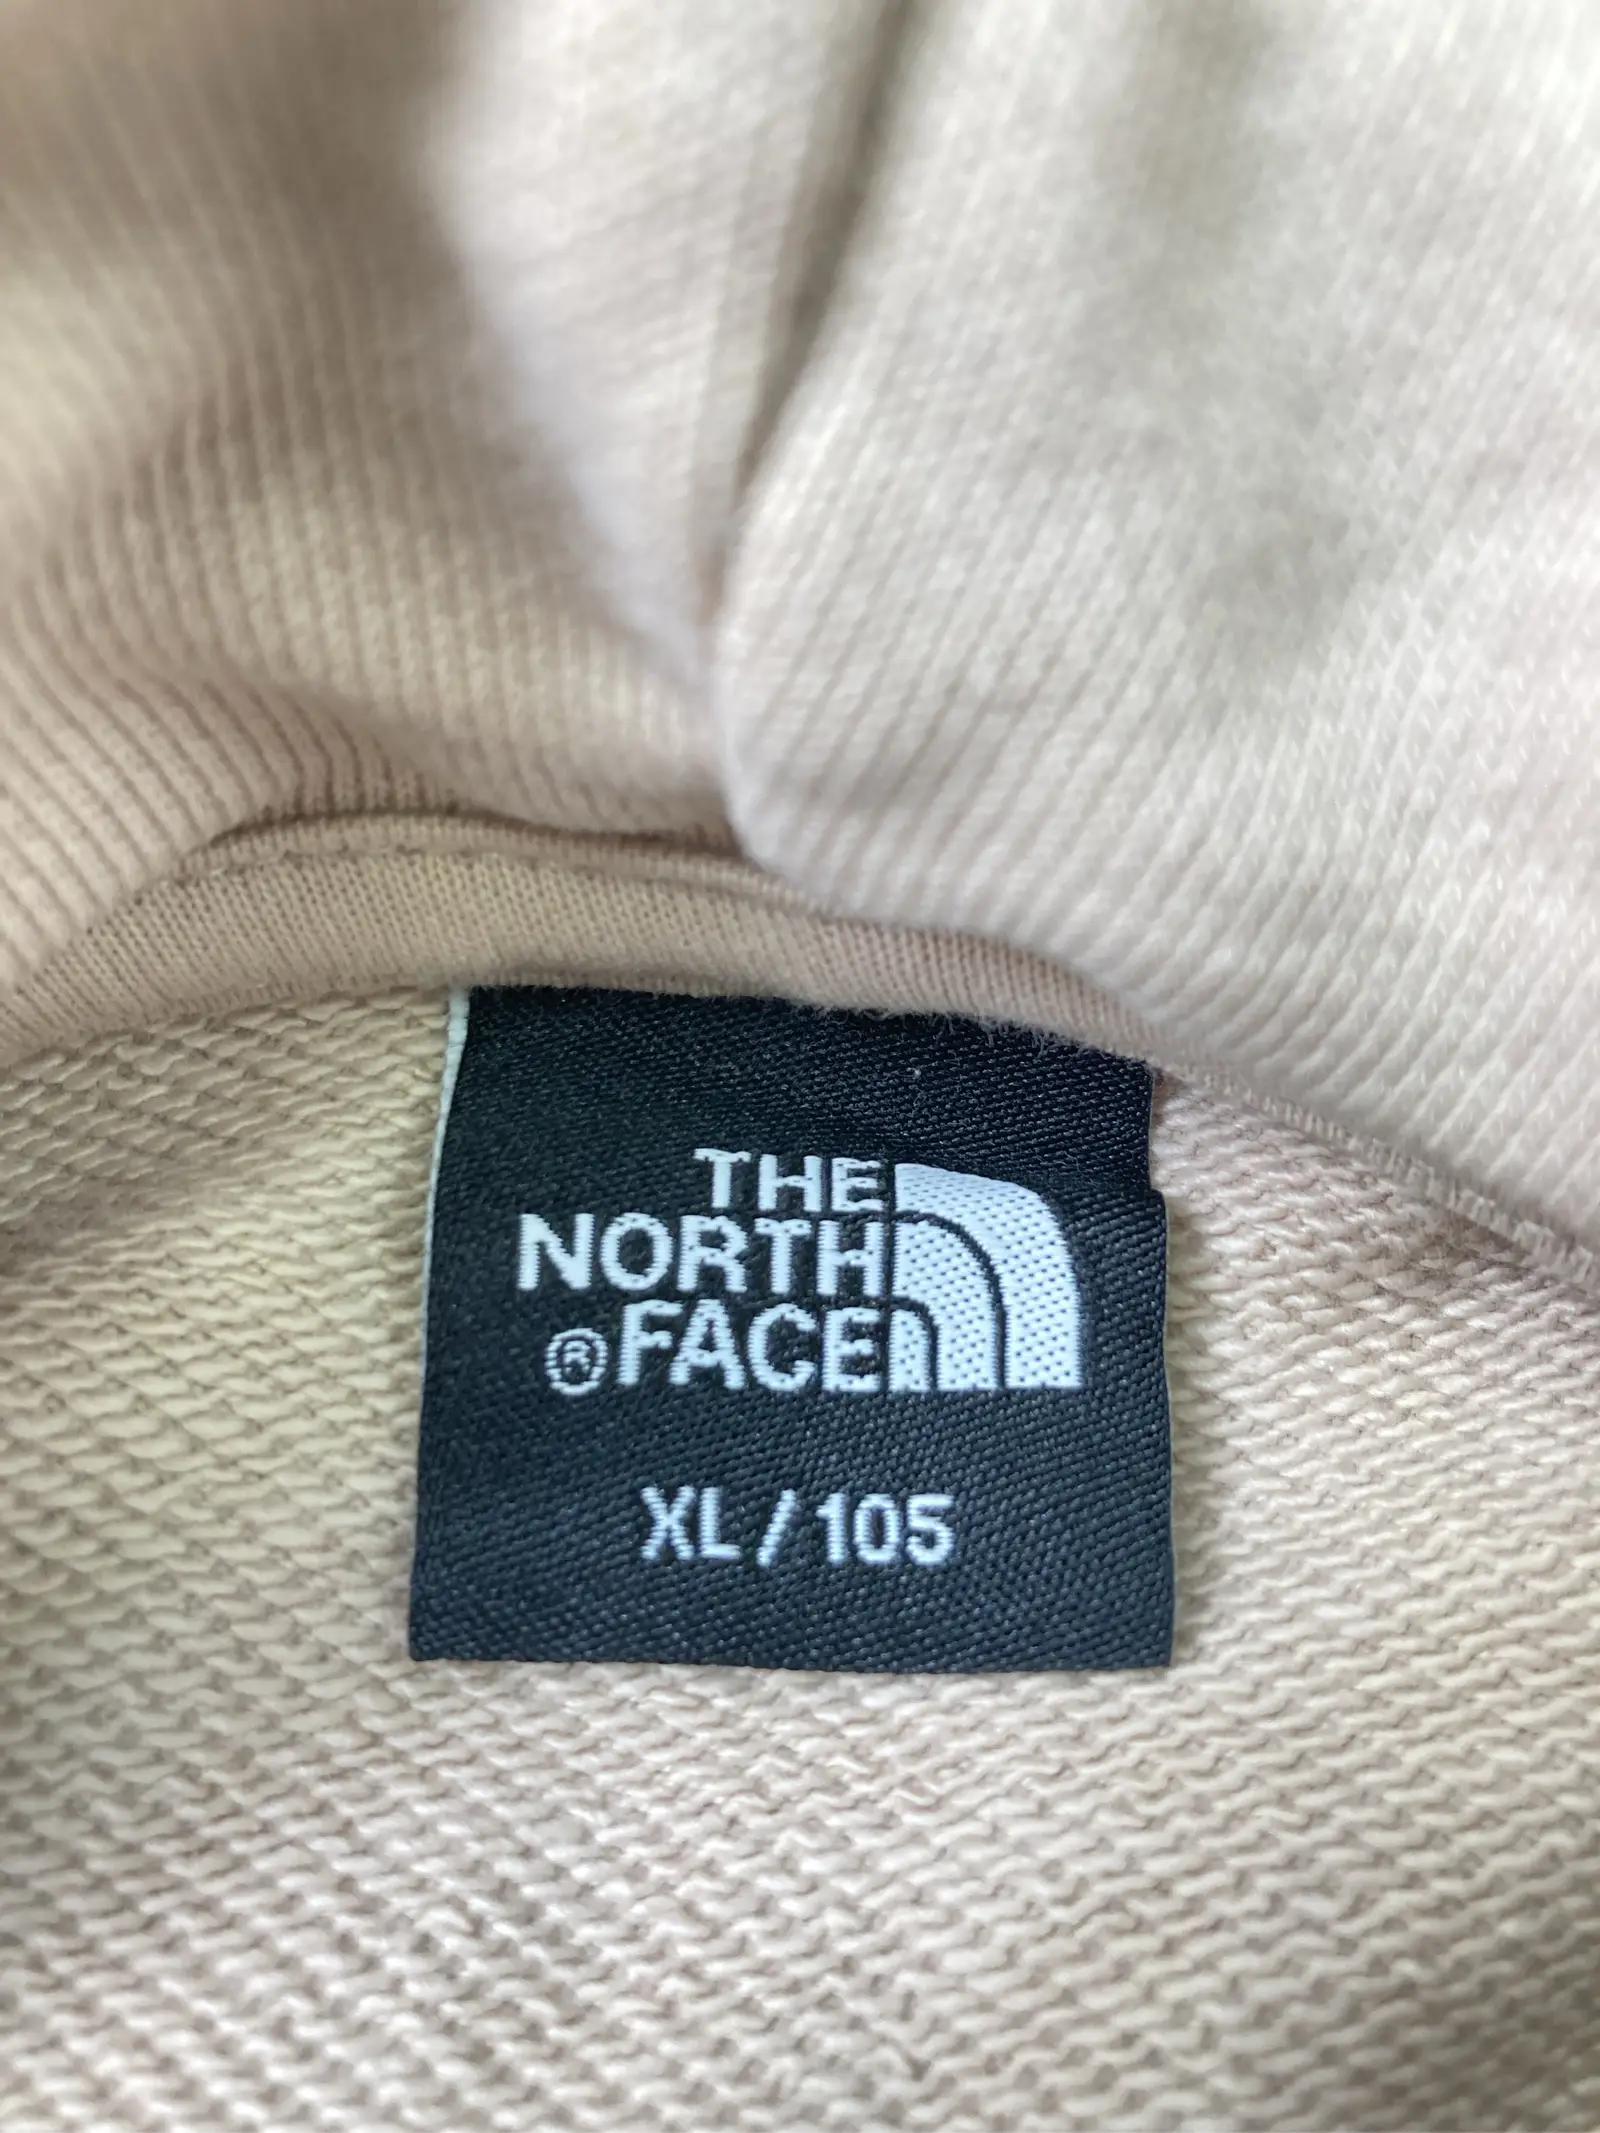 THE
NORTH
®FACE
XL/105